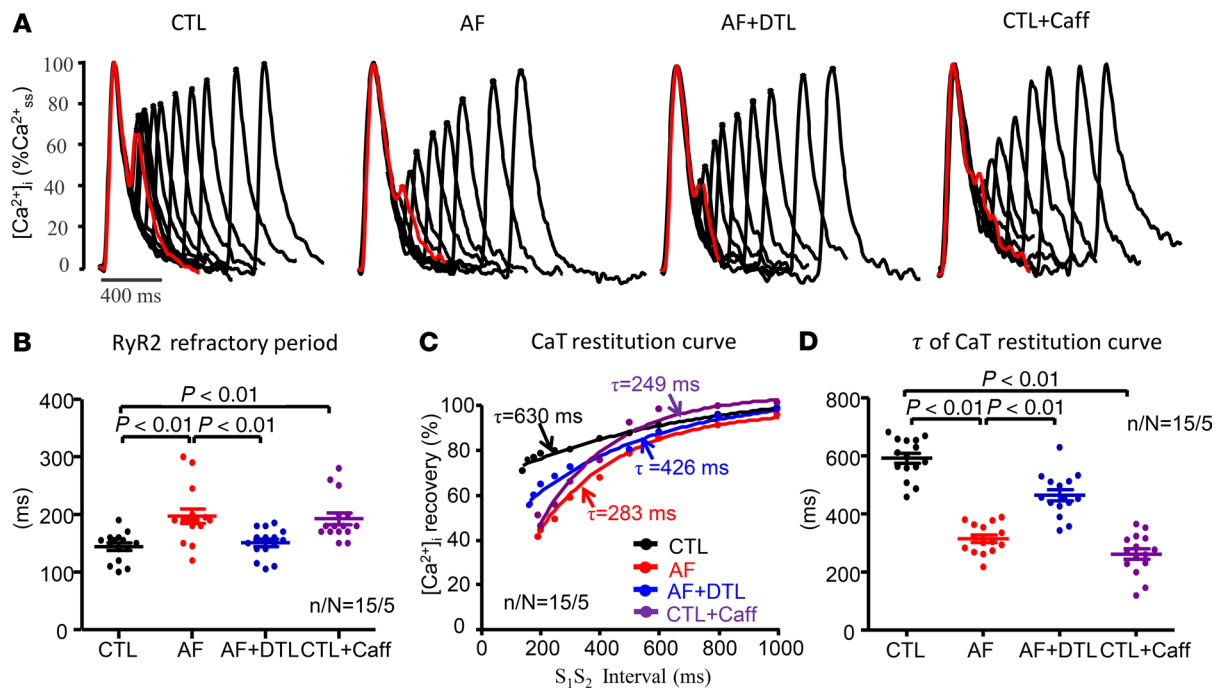 A
CTL
AF
AF+DTL
CTL+Caff
[Ca2+]i (%Ca2+ss)
100
80
60
40
20
0
400 ms
B
RyR2 refractory period
P < 0.01
P < 0.01
P < 0.01
(ms)
400
300
200
100
0
n/N=15/5
CTL
AF
AF+DTL
CTL+Caff
C
CaT restitution curve
[Ca2+]i recovery (%)
100
80
60
40
20
0
τ=249 ms
τ=630 ms
τ =426 ms
τ=283 ms
CTL
AF
AF+DTL
CTL+Caff
n/N=15/5
0
200
400
600
800
1000
S1S2 Interval (ms)
D
τ of CaT restitution curve
P < 0.01
P < 0.01
P < 0.01
n/N=15/5
(ms)
800
600
400
200
0
CTL
AF
AF+DTL
CTL+Caff